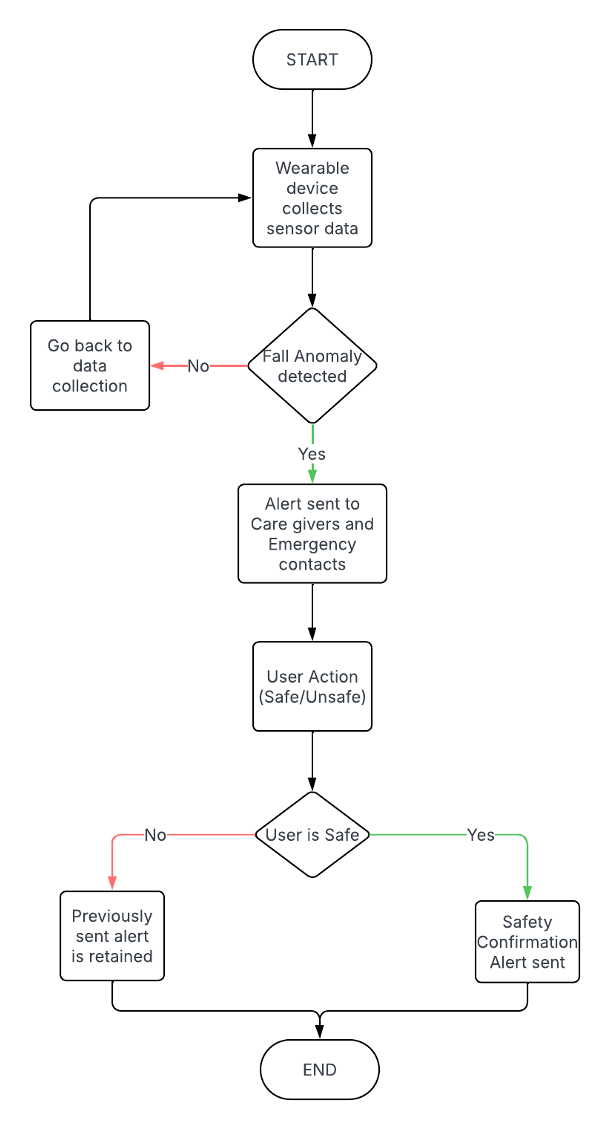 START
Wearable
device
collects
sensor data
Go back to
data
collection
No
Fall Anomaly
detected
Yes
Alert sent to
Care givers and
Emergency
contacts
User Action
(Safe/Unsafe)
No
User is Safe
Yes
Previously
sent alert
is retained
Safety
Confirmation
Alert sent
END